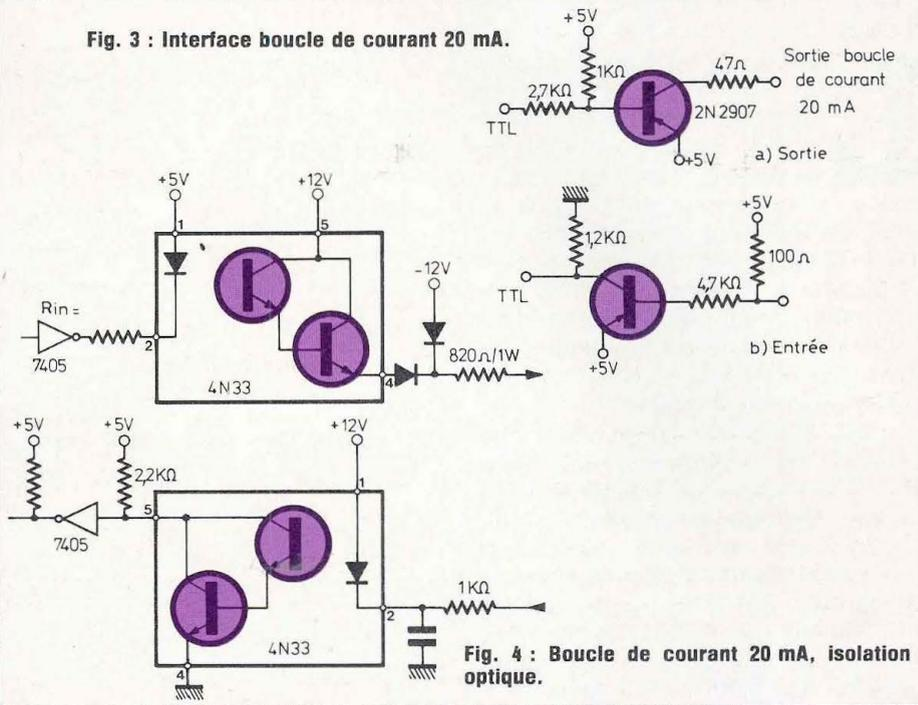 Fig. 3 : Interface boucle de courant 20 mA.
+5V
1KΩ
2,7KΩ
TTL
47Ω
2N 2907
+5V
Sortie boucle
de courant
20 mA
a) Sortie
1,2KΩ
TTL
+5V
4,7KΩ
+5V
100Ω
b) Entrée
+5V
+12V
1
5
Rin =
7405
2
4N33
4
-12V
820Ω/1W
+5V
+5V
+12V
2,2KΩ
7405
5
1
2
4
4N33
1KΩ
Fig. 4 : Boucle de courant 20 mA, isolation
optique.